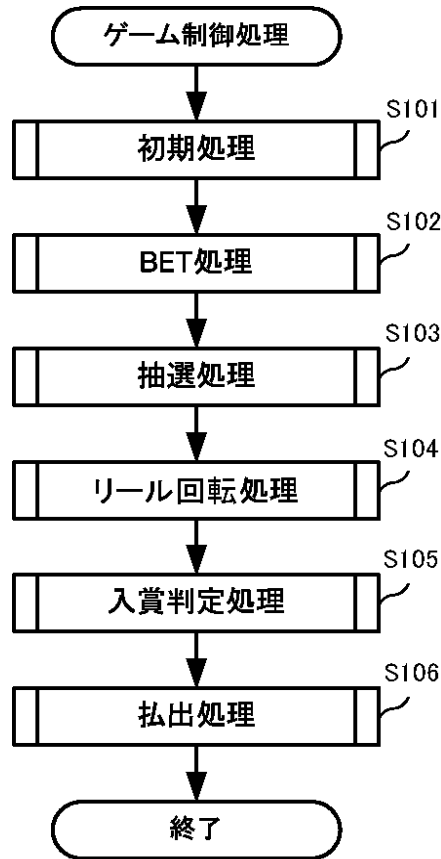 ゲーム制御処理
S101
初期処理
S102
BET処理
S103
抽選処理
S104
リール回転処理
S105
入賞判定処理
S106
払出処理
終了